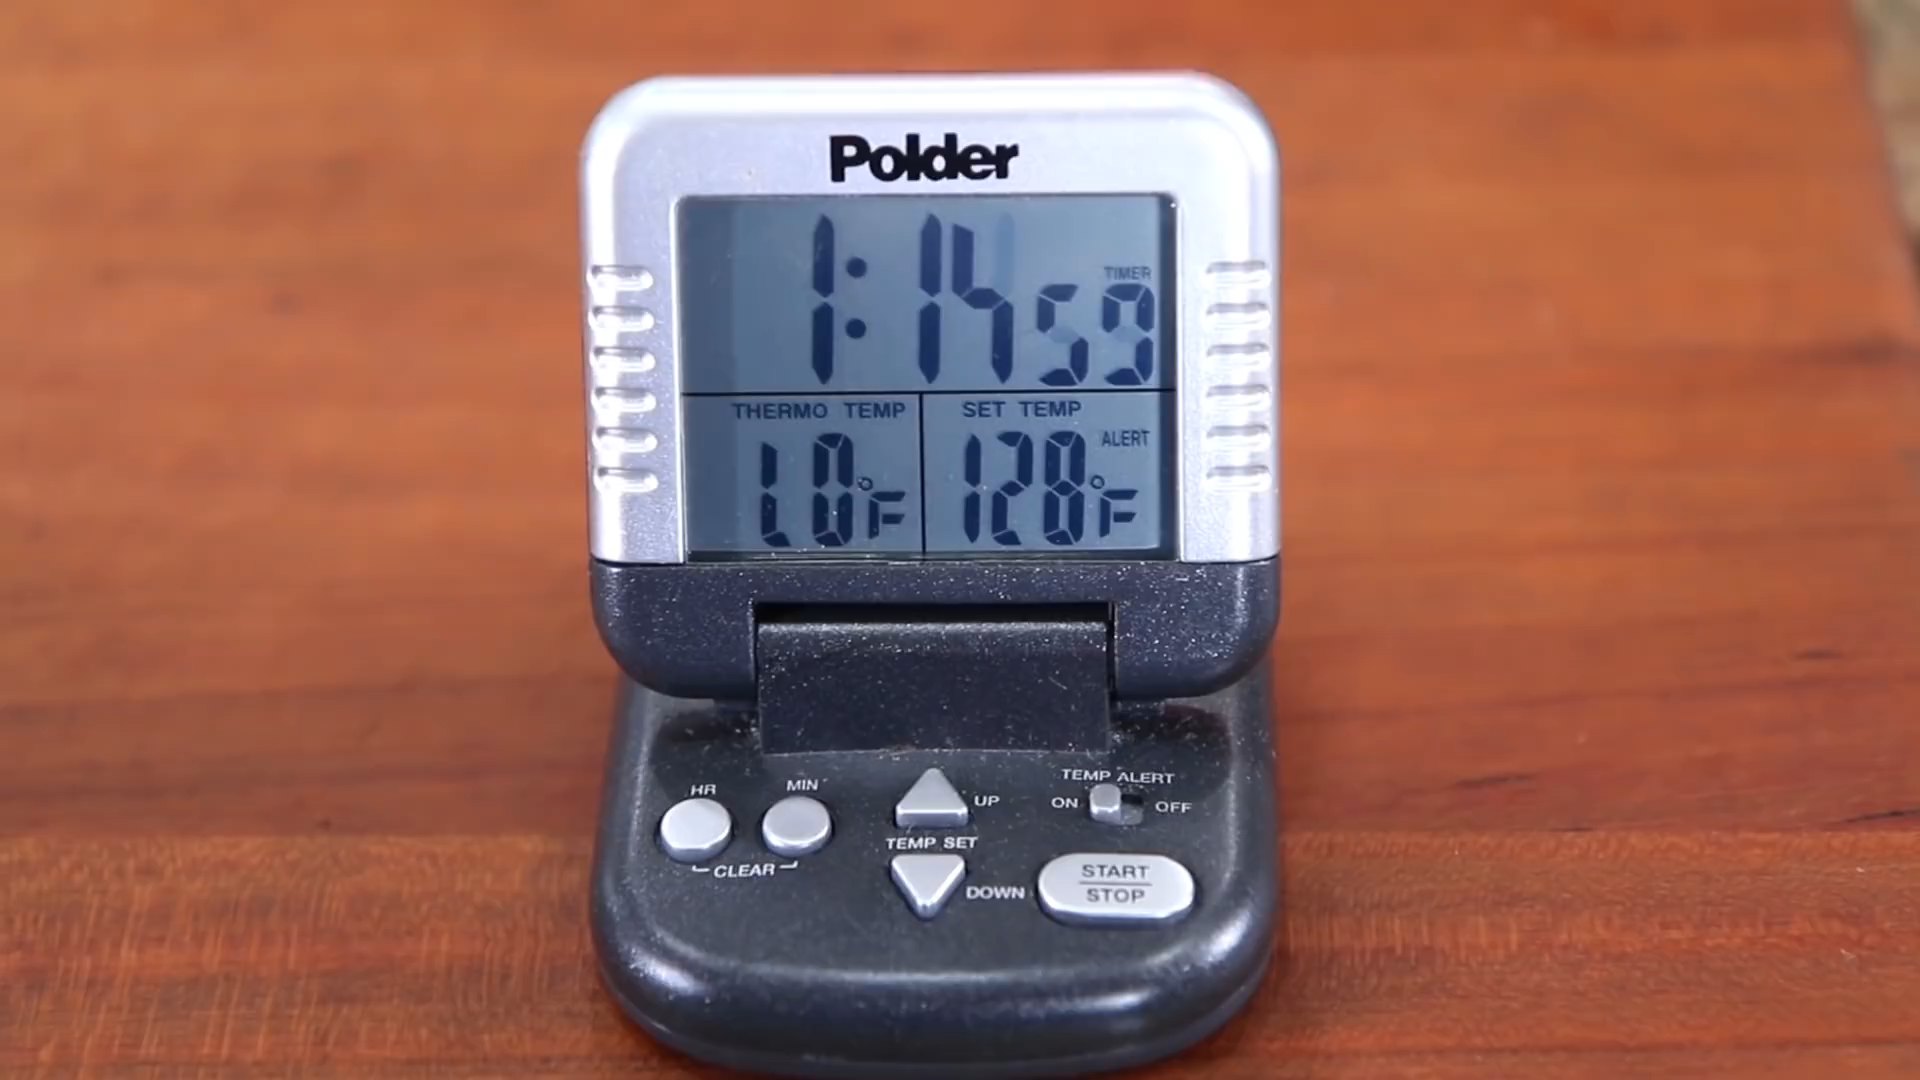 Polder
1:14 59
TIMER
THERMO TEMP
L0°F
SET TEMP
ALERT
128°F
HR
MIN
CLEAR
UP
TEMP SET
DOWN
TEMP ALERT
ON
OFF
START
STOP